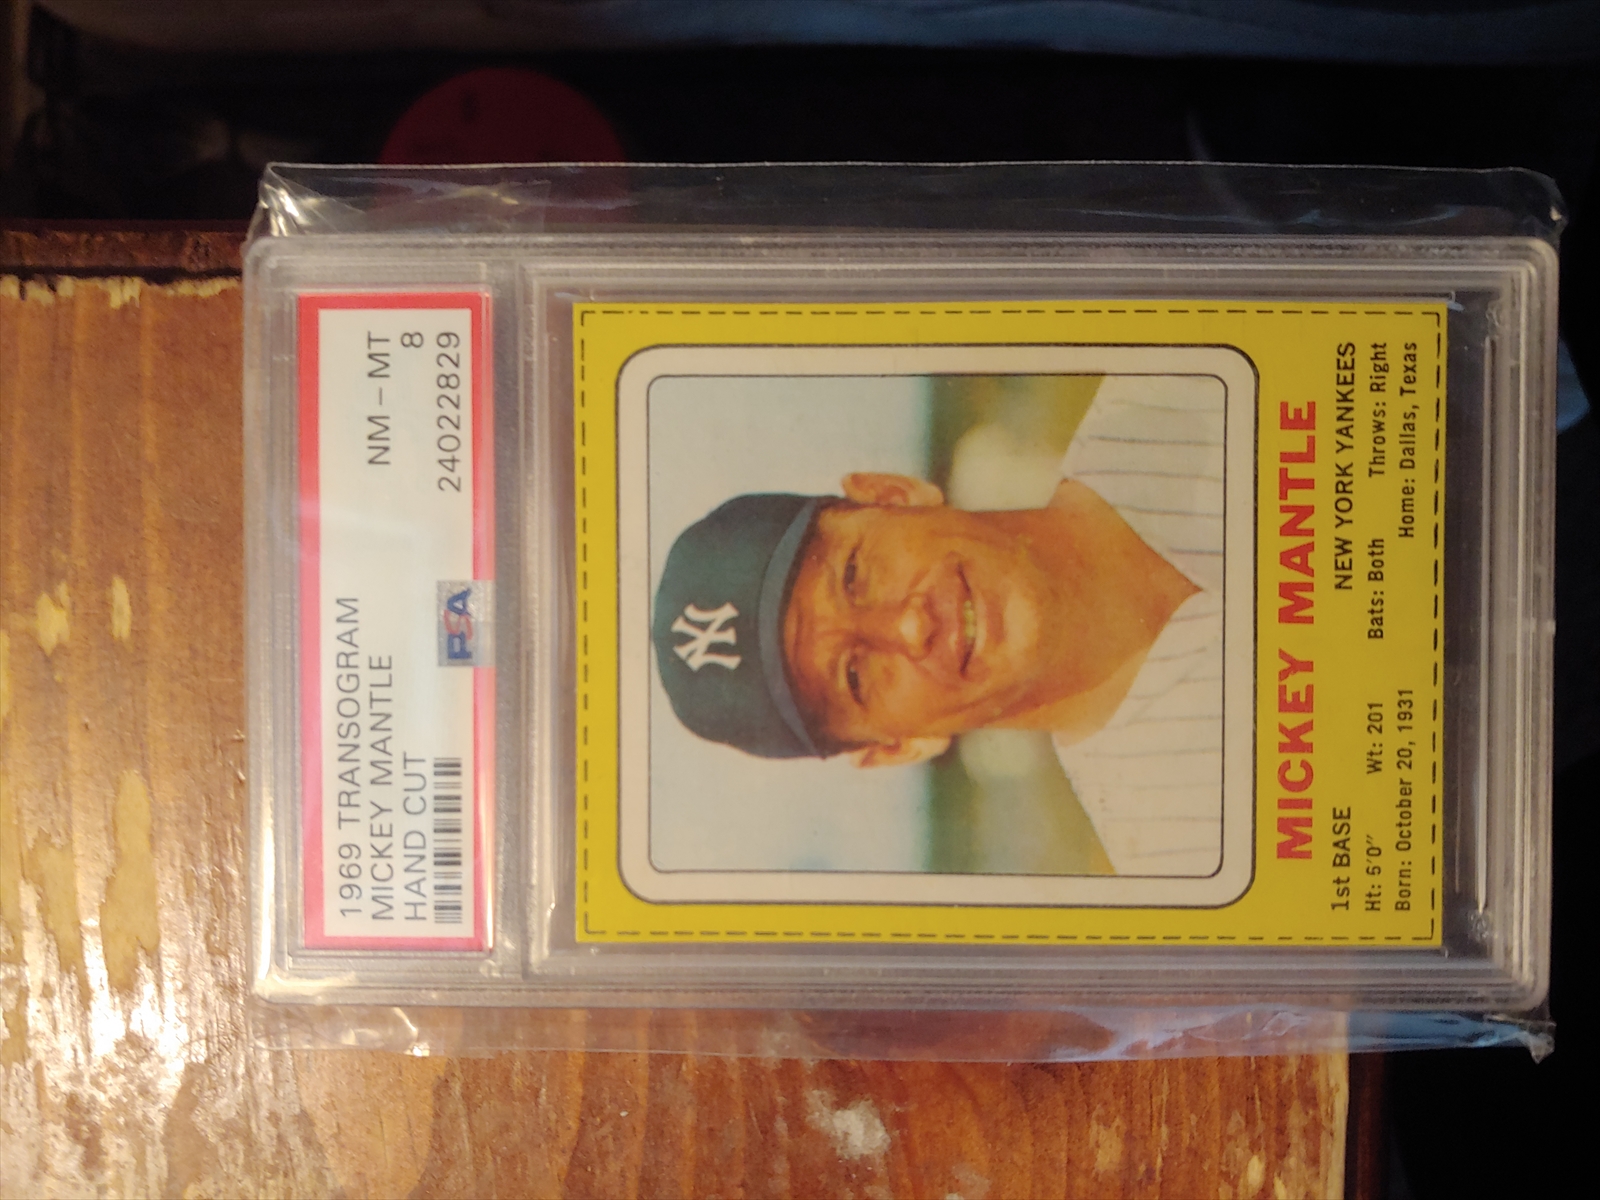 1969 TRANSOGRAM
MICKEY MANTLE
HAND CUT
NM - MT
8
24022829
PSA
NY
MICKEY MANTLE
1st BASE NEW YORK YANKEES
Ht: 6'0" Wt: 201 Bats: Both Throws: Right
Born: October 20, 1931 Home: Dallas, Texas